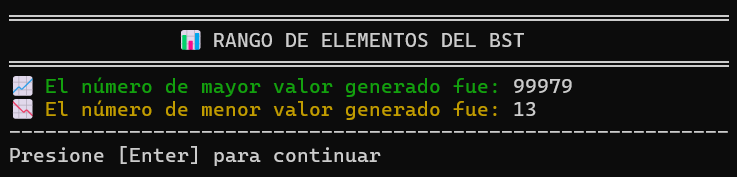 📊 RANGO DE ELEMENTOS DEL BST
📈 El número de mayor valor generado fue: 99979
📉 El número de menor valor generado fue: 13
------------------------------------------------------------
Presione [Enter] para continuar